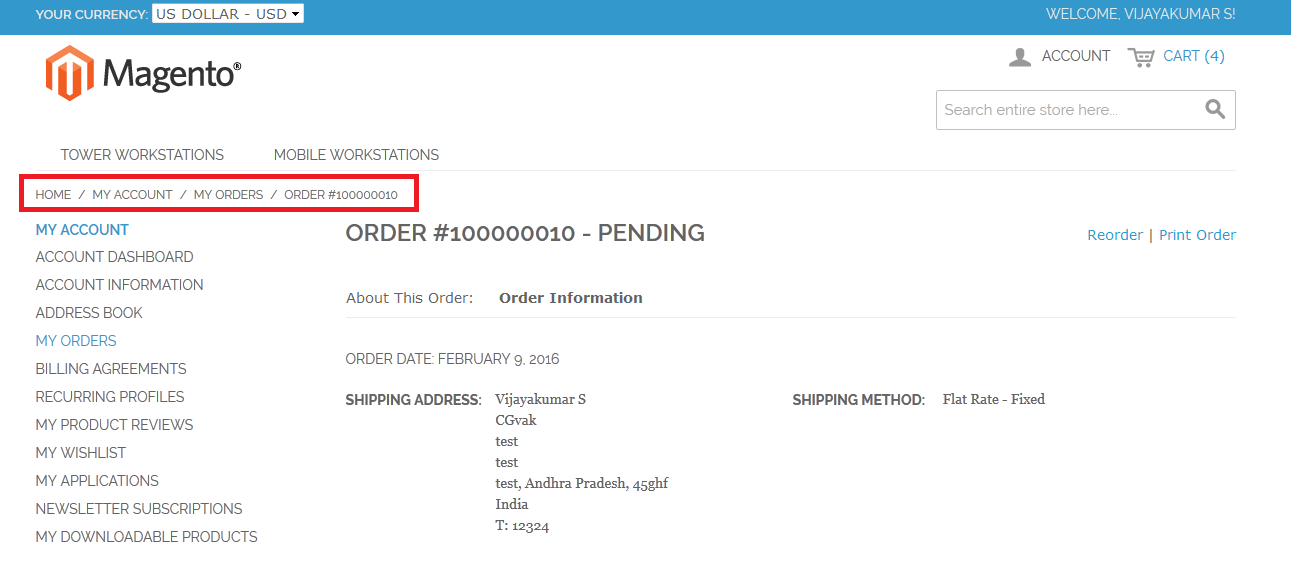 YOUR CURRENCY: US DOLLAR - USD WELCOME, VIJAYAKUMAR S!
Magento®
ACCOUNT CART (4)
Search entire store here...
TOWER WORKSTATIONS MOBILE WORKSTATIONS
HOME / MY ACCOUNT / MY ORDERS / ORDER #100000010
MY ACCOUNT
ACCOUNT DASHBOARD
ACCOUNT INFORMATION
ADDRESS BOOK
MY ORDERS
BILLING AGREEMENTS
RECURRING PROFILES
MY PRODUCT REVIEWS
MY WISHLIST
MY APPLICATIONS
NEWSLETTER SUBSCRIPTIONS
MY DOWNLOADABLE PRODUCTS
ORDER #100000010 - PENDING
Reorder | Print Order
About This Order: Order Information
ORDER DATE: FEBRUARY 9, 2016
SHIPPING ADDRESS: Vijayakumar S
CGvak
test
test
test, Andhra Pradesh, 45ghf
India
T: 12324
SHIPPING METHOD: Flat Rate - Fixed